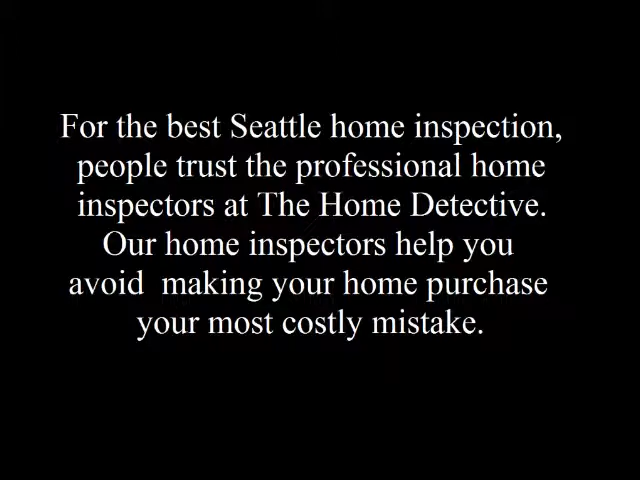 For the best Seattle home inspection,
people trust the professional home
inspectors at The Home Detective.
Our home inspectors help you
avoid  making your home purchase
your most costly mistake.